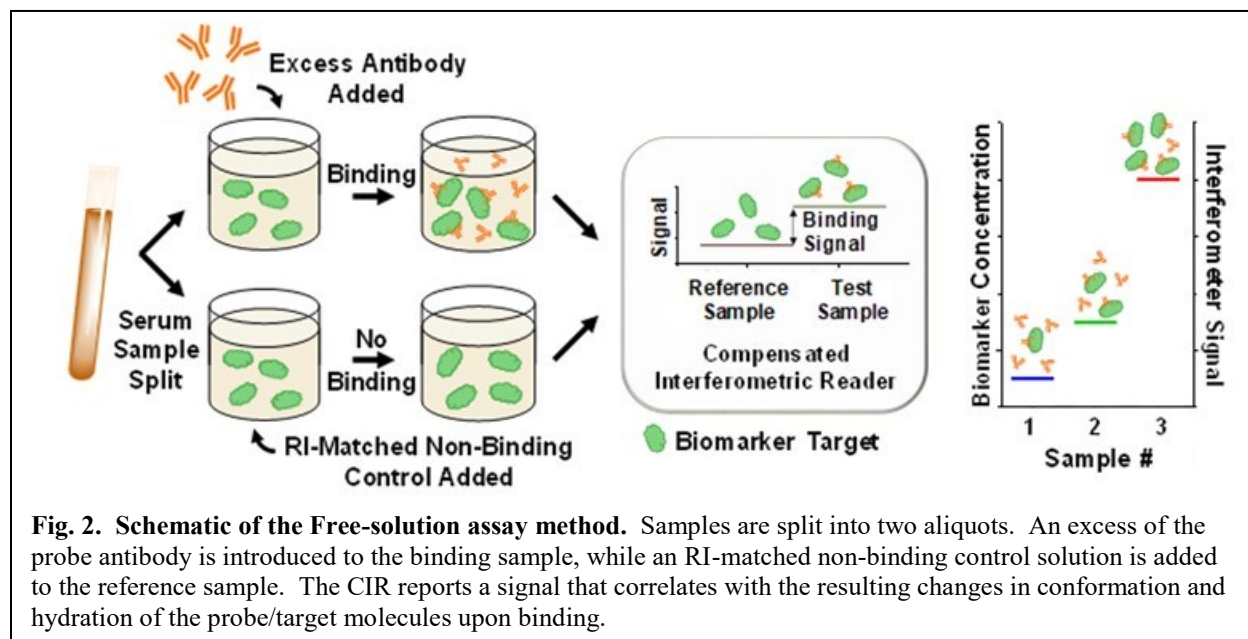 Excess Antibody
Added
Binding
Serum
Sample
Split
No
Binding
RI-Matched Non-Binding
Control Added
Signal
Binding
Signal
Reference
Sample
Test
Sample
Compensated
Interferometric Reader
Biomarker Target
Biomarker Concentration
Interferometer Signal
1 2 3
Sample #
Fig. 2. Schematic of the Free-solution assay method. Samples are split into two aliquots. An excess of the
probe antibody is introduced to the binding sample, while an RI-matched non-binding control solution is added
to the reference sample. The CIR reports a signal that correlates with the resulting changes in conformation and
hydration of the probe/target molecules upon binding.